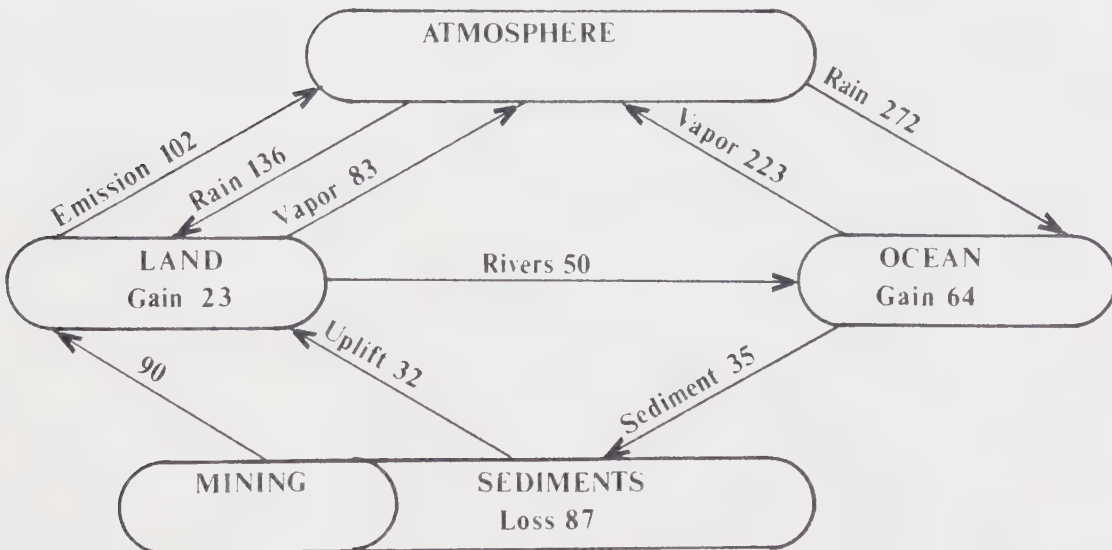 ATMOSPHERE
Emission 102
Rain 136
Vapor 83
Vapor 223
Rain 272
LAND
Gain 23
Rivers 50
OCEAN
Gain 64
90
Uplift 32
Sediment 35
MINING
SEDIMENTS
Loss 87